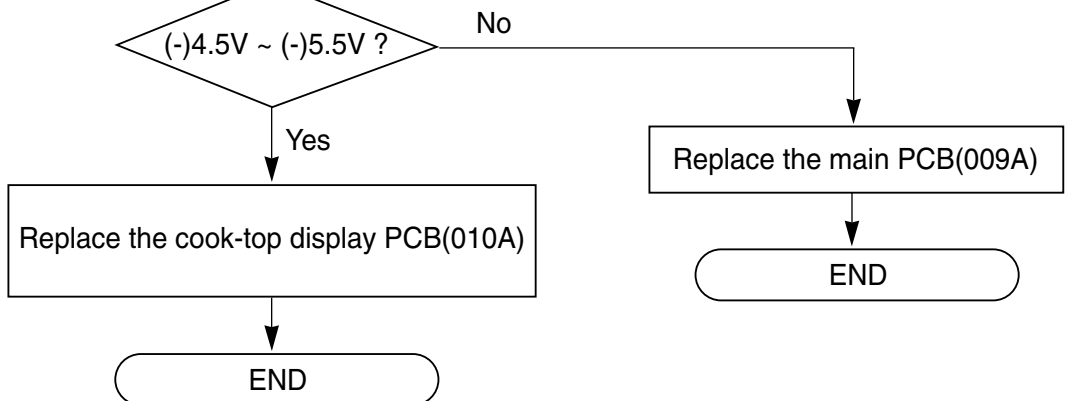 (-)4.5V ~ (-)5.5V ?
No
Yes
Replace the main PCB(009A)
Replace the cook-top display PCB(010A)
END
END